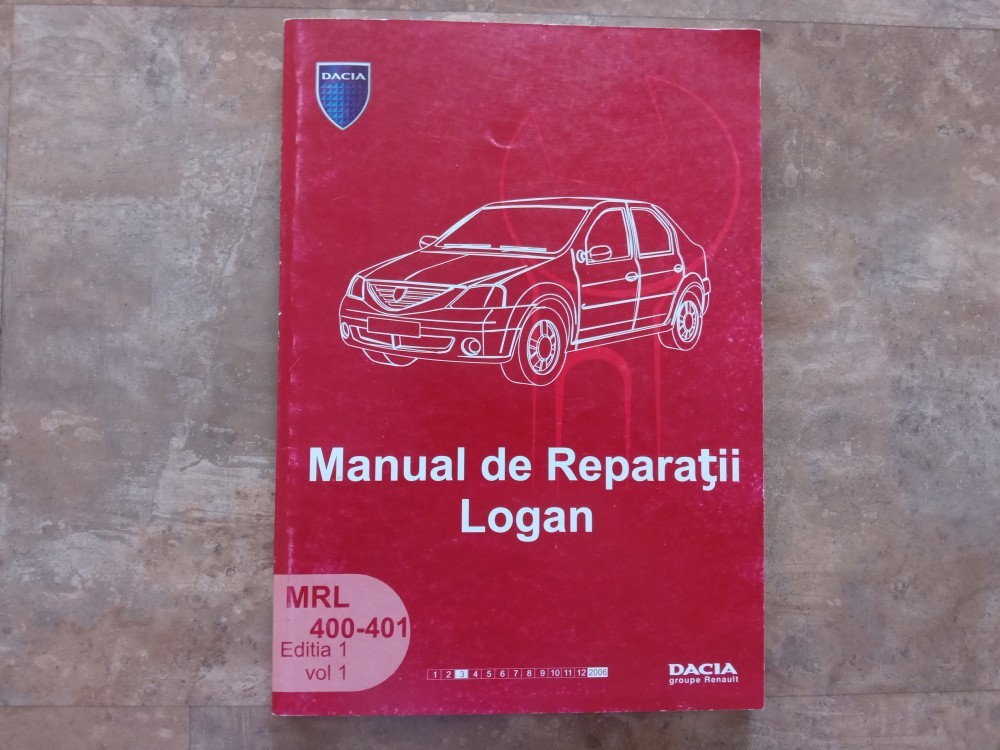 DACIA
Manual de Reparaţii
Logan
MRL
400-401
Editia 1
vol 1
1 2 3 4 5 6 7 8 9 10 11 12 2006
DACIA
groupe Renault